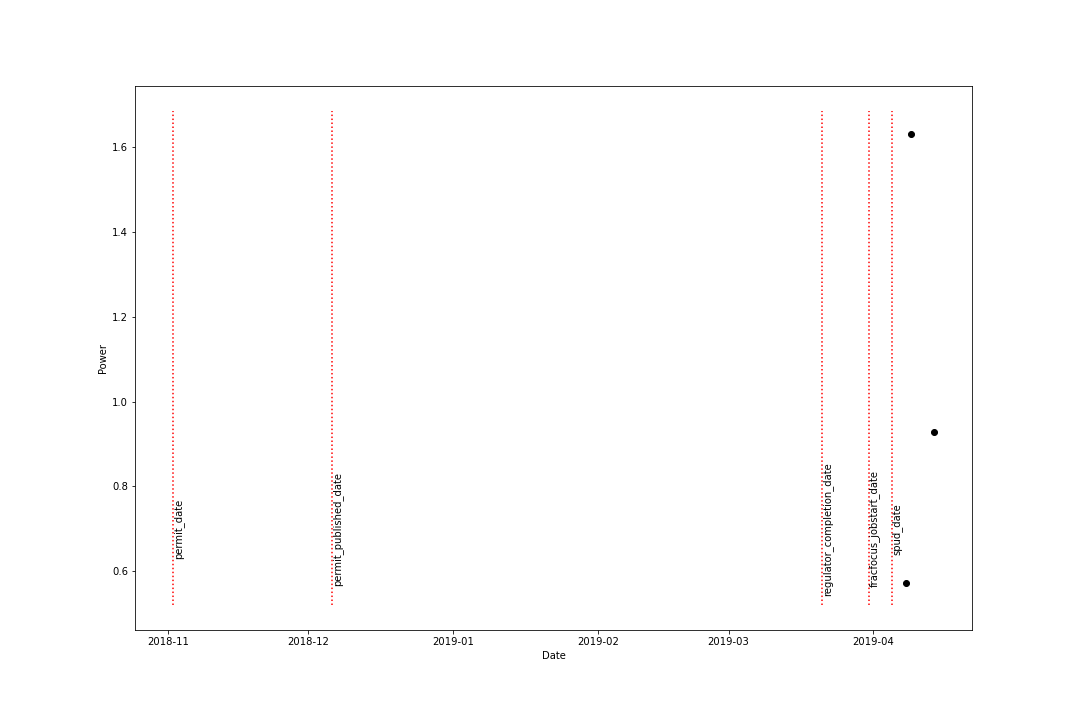 1.6
1.4
1.2
1.0
0.8
0.6
Power
permit_date
permit_published_date
regulator_completion_date
fracfocus_jobstart_date
spud_date
2018-11
2018-12
2019-01
2019-02
2019-03
2019-04
Date